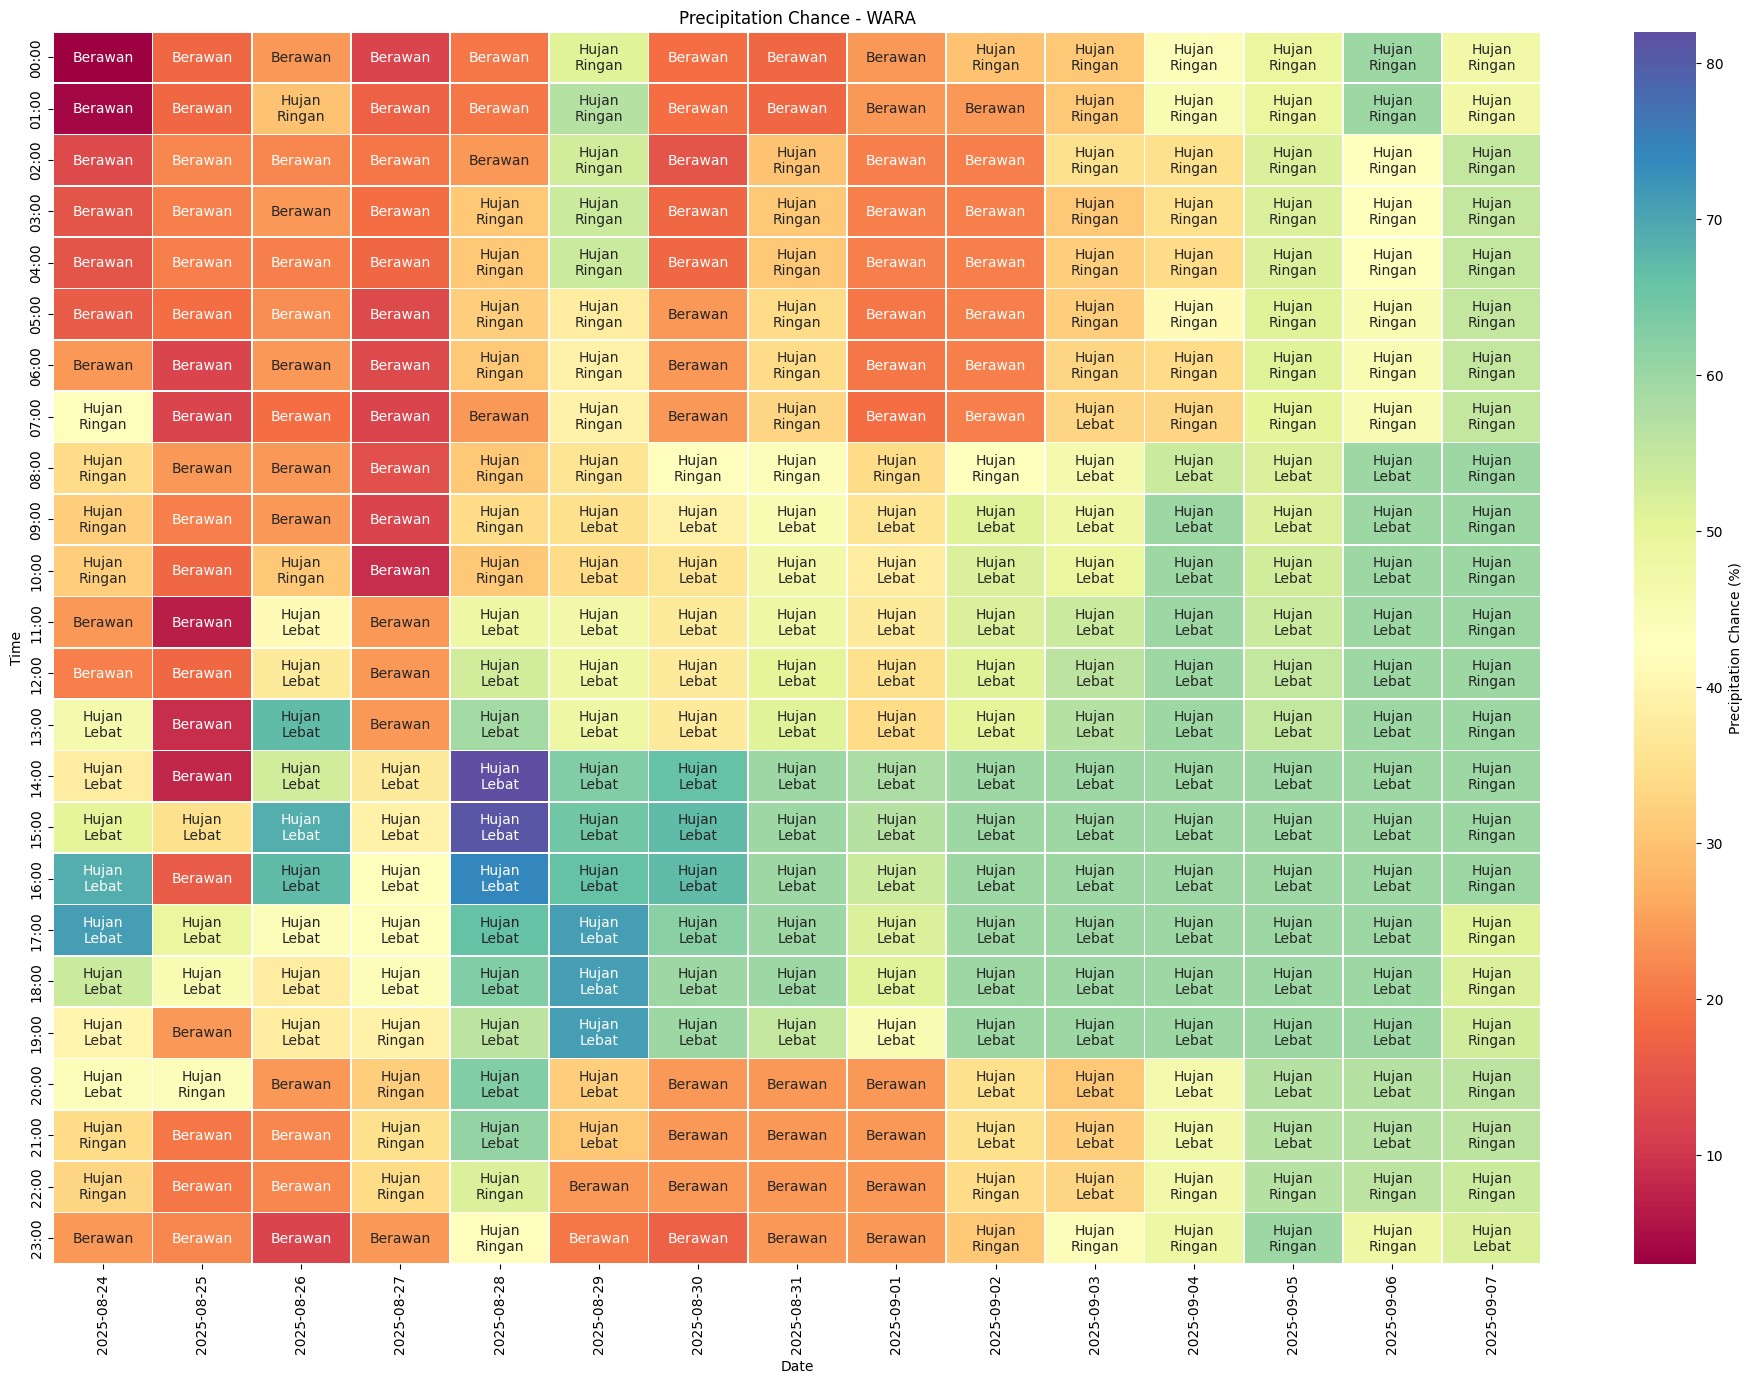 Precipitation Chance - WARA
00:00 Berawan Berawan Berawan Berawan Berawan Hujan Ringan Berawan Berawan Berawan Hujan Ringan Hujan Ringan Hujan Ringan Hujan Ringan Hujan Ringan Hujan Ringan
01:00 Berawan Berawan Hujan Ringan Berawan Berawan Hujan Ringan Berawan Berawan Berawan Berawan Hujan Ringan Hujan Ringan Hujan Ringan Hujan Ringan Hujan Ringan
02:00 Berawan Berawan Berawan Berawan Berawan Hujan Ringan Berawan Hujan Ringan Berawan Berawan Hujan Ringan Hujan Ringan Hujan Ringan Hujan Ringan Hujan Ringan
03:00 Berawan Berawan Berawan Berawan Hujan Ringan Hujan Ringan Berawan Hujan Ringan Berawan Berawan Hujan Ringan Hujan Ringan Hujan Ringan Hujan Ringan Hujan Ringan
04:00 Berawan Berawan Berawan Berawan Hujan Ringan Hujan Ringan Berawan Hujan Ringan Berawan Berawan Hujan Ringan Hujan Ringan Hujan Ringan Hujan Ringan Hujan Ringan
05:00 Berawan Berawan Berawan Berawan Hujan Ringan Hujan Ringan Berawan Hujan Ringan Berawan Berawan Hujan Ringan Hujan Ringan Hujan Ringan Hujan Ringan Hujan Ringan
06:00 Berawan Berawan Berawan Berawan Hujan Ringan Hujan Ringan Berawan Hujan Ringan Berawan Berawan Hujan Ringan Hujan Ringan Hujan Ringan Hujan Ringan Hujan Ringan
07:00 Hujan Ringan Berawan Berawan Berawan Berawan Hujan Ringan Berawan Hujan Ringan Berawan Berawan Hujan Lebat Hujan Ringan Hujan Ringan Hujan Ringan Hujan Ringan
08:00 Hujan Ringan Berawan Berawan Berawan Hujan Ringan Hujan Ringan Hujan Ringan Hujan Ringan Hujan Ringan Hujan Ringan Hujan Lebat Hujan Lebat Hujan Lebat Hujan Lebat Hujan Ringan
09:00 Hujan Ringan Berawan Berawan Berawan Hujan Ringan Hujan Lebat Hujan Lebat Hujan Lebat Hujan Lebat Hujan Lebat Hujan Lebat Hujan Lebat Hujan Lebat Hujan Lebat Hujan Ringan
10:00 Hujan Ringan Berawan Hujan Ringan Berawan Hujan Ringan Hujan Lebat Hujan Lebat Hujan Lebat Hujan Lebat Hujan Lebat Hujan Lebat Hujan Lebat Hujan Lebat Hujan Lebat Hujan Ringan
11:00 Berawan Berawan Hujan Lebat Berawan Hujan Lebat Hujan Lebat Hujan Lebat Hujan Lebat Hujan Lebat Hujan Lebat Hujan Lebat Hujan Lebat Hujan Lebat Hujan Lebat Hujan Ringan
12:00 Berawan Berawan Hujan Lebat Berawan Hujan Lebat Hujan Lebat Hujan Lebat Hujan Lebat Hujan Lebat Hujan Lebat Hujan Lebat Hujan Lebat Hujan Lebat Hujan Lebat Hujan Ringan
13:00 Hujan Lebat Berawan Hujan Lebat Berawan Hujan Lebat Hujan Lebat Hujan Lebat Hujan Lebat Hujan Lebat Hujan Lebat Hujan Lebat Hujan Lebat Hujan Lebat Hujan Lebat Hujan Ringan
14:00 Hujan Lebat Berawan Hujan Lebat Hujan Lebat Hujan Lebat Hujan Lebat Hujan Lebat Hujan Lebat Hujan Lebat Hujan Lebat Hujan Lebat Hujan Lebat Hujan Lebat Hujan Lebat Hujan Ringan
15:00 Hujan Lebat Hujan Lebat Hujan Lebat Hujan Lebat Hujan Lebat Hujan Lebat Hujan Lebat Hujan Lebat Hujan Lebat Hujan Lebat Hujan Lebat Hujan Lebat Hujan Lebat Hujan Lebat Hujan Ringan
16:00 Hujan Lebat Berawan Hujan Lebat Hujan Lebat Hujan Lebat Hujan Lebat Hujan Lebat Hujan Lebat Hujan Lebat Hujan Lebat Hujan Lebat Hujan Lebat Hujan Lebat Hujan Lebat Hujan Ringan
17:00 Hujan Lebat Hujan Lebat Hujan Lebat Hujan Lebat Hujan Lebat Hujan Lebat Hujan Lebat Hujan Lebat Hujan Lebat Hujan Lebat Hujan Lebat Hujan Lebat Hujan Lebat Hujan Lebat Hujan Ringan
18:00 Hujan Lebat Hujan Lebat Hujan Lebat Hujan Lebat Hujan Lebat Hujan Lebat Hujan Lebat Hujan Lebat Hujan Lebat Hujan Lebat Hujan Lebat Hujan Lebat Hujan Lebat Hujan Lebat Hujan Ringan
19:00 Hujan Lebat Berawan Hujan Lebat Hujan Ringan Hujan Lebat Hujan Lebat Hujan Lebat Hujan Lebat Hujan Lebat Hujan Lebat Hujan Lebat Hujan Lebat Hujan Lebat Hujan Lebat Hujan Ringan
20:00 Hujan Lebat Hujan Ringan Berawan Hujan Ringan Hujan Lebat Hujan Lebat Berawan Berawan Berawan Hujan Lebat Hujan Lebat Hujan Lebat Hujan Lebat Hujan Lebat Hujan Ringan
21:00 Hujan Ringan Berawan Berawan Hujan Ringan Hujan Lebat Hujan Lebat Berawan Berawan Berawan Hujan Lebat Hujan Lebat Hujan Lebat Hujan Lebat Hujan Lebat Hujan Ringan
22:00 Hujan Ringan Berawan Berawan Hujan Ringan Hujan Ringan Berawan Berawan Berawan Berawan Hujan Ringan Hujan Lebat Hujan Ringan Hujan Ringan Hujan Ringan Hujan Ringan
23:00 Berawan Berawan Berawan Berawan Hujan Ringan Berawan Berawan Berawan Berawan Hujan Ringan Hujan Ringan Hujan Ringan Hujan Ringan Hujan Ringan Hujan Lebat
Time
2025-08-24 2025-08-25 2025-08-26 2025-08-27 2025-08-28 2025-08-29 2025-08-30 2025-08-31 2025-09-01 2025-09-02 2025-09-03 2025-09-04 2025-09-05 2025-09-06 2025-09-07
Date
80
70
60
50
40
30
20
10
Precipitation Chance (%)